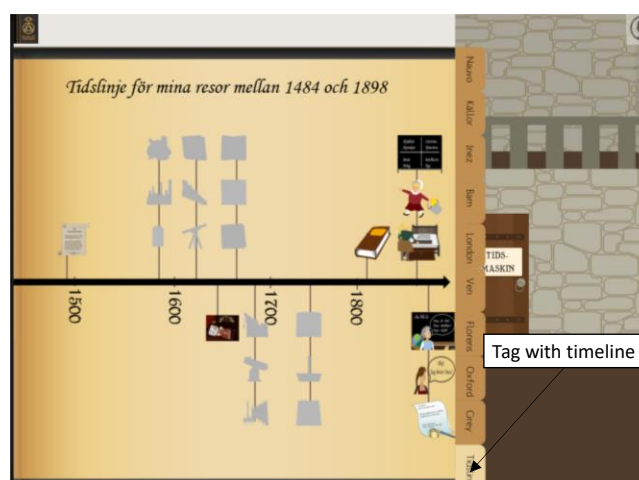 Tidslinje för mina resor mellan 1484 och 1898
Nauvo
Källor
Inez
Barn
London
Ven
Florens
Oxford
Cirey
TIDS-
MASKIN
1500
1600
1700
1800
Tag with timeline